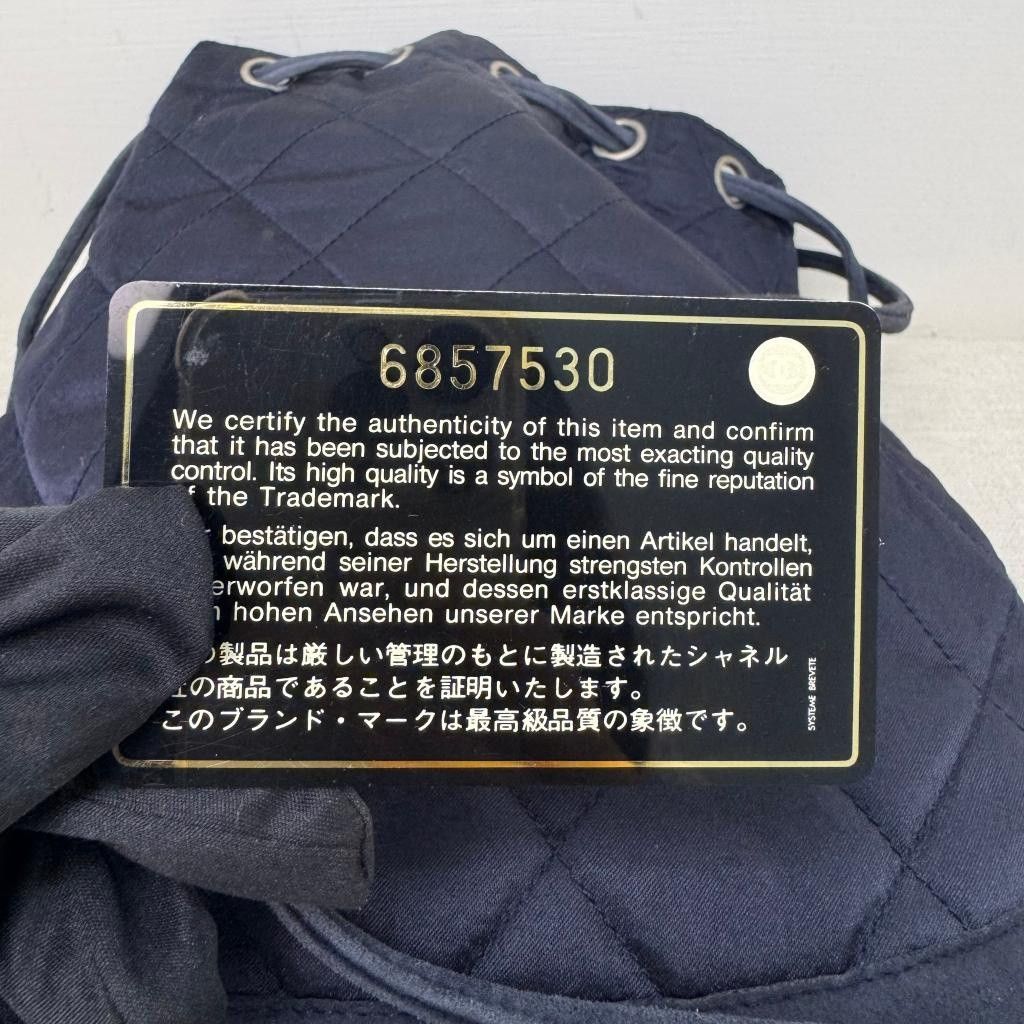 6857530
We certify the authenticity of this item and confirm
that it has been subjected to the most exacting quality
control. Its high quality is a symbol of the fine reputation
the Trademark.
bestätigen, dass es sich um einen Artikel handelt,
während seiner Herstellung strengsten Kontrollen
erworfen war, und dessen erstklassige Qualität
hohen Ansehen unserer Marke entspricht.
製品は厳しい管理のもとに製造されたシャネル
の商品であることを証明いたします。
このブランド・マークは最高級品質の象徴です。
SYSTEME BREVETE